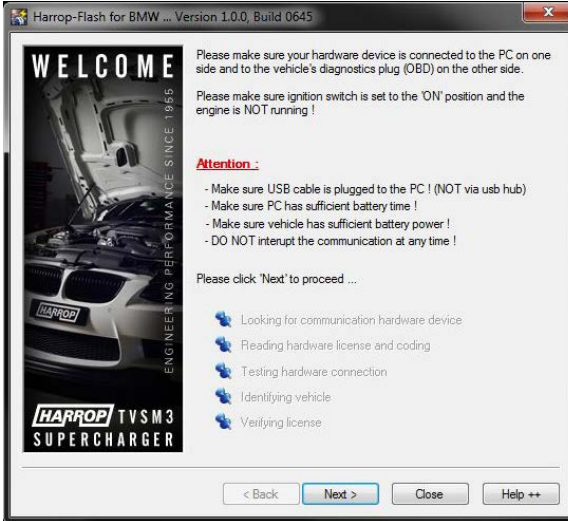 Harrop-Flash for BMW ... Version 1.0.0, Build 0645
WELCOME
ENGINEERING PERFORMANCE SINCE 1955
HARROP
HARROP TVSM3
SUPERCHARGER
Please make sure your hardware device is connected to the PC on one
side and to the vehicle's diagnostics plug (OBD) on the other side.
Please make sure ignition switch is set to the 'ON' position and the
engine is NOT running !
Attention :
- Make sure USB cable is plugged to the PC ! (NOT via usb hub)
- Make sure PC has sufficient battery time !
- Make sure vehicle has sufficient battery power !
- DO NOT interupt the communication at any time !
Please click 'Next' to proceed ...
Looking for communication hardware device
Reading hardware license and coding
Testing hardware connection
Identifying vehicle
Verifying license
< Back
Next >
Close
Help ++